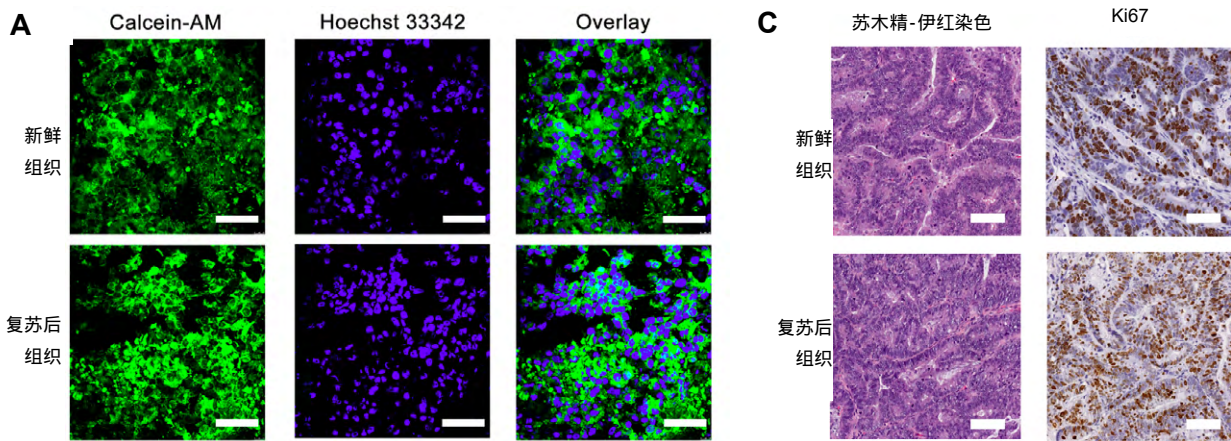 A
Calcein-AM
Hoechst 33342
Overlay
新鲜
组织
复苏后
组织
C
苏木精-伊红染色
Ki67
新鲜
组织
复苏后
组织